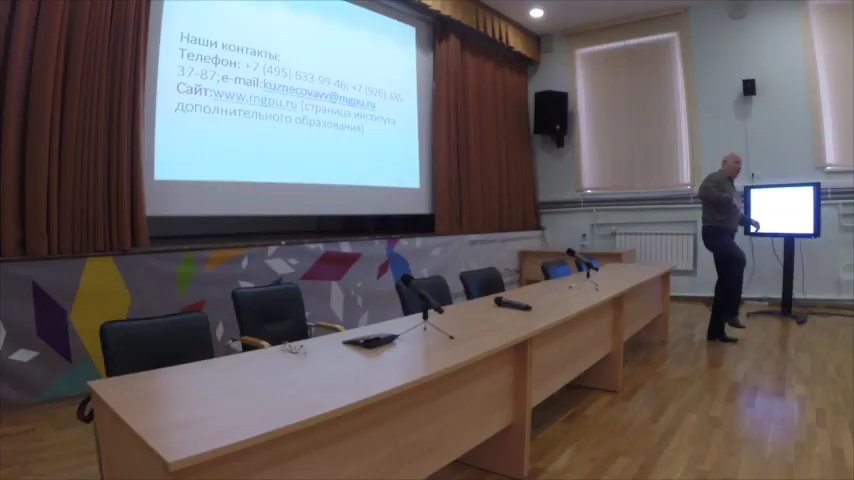 Наши контакты:
Телефон: +7 (495) 633-99-46; +7 (926) 385
37-87;e-mail:kuznecovavv@mgpu.ru
Сайт:www.mgpu.ru (страница института
дополнительного образования)